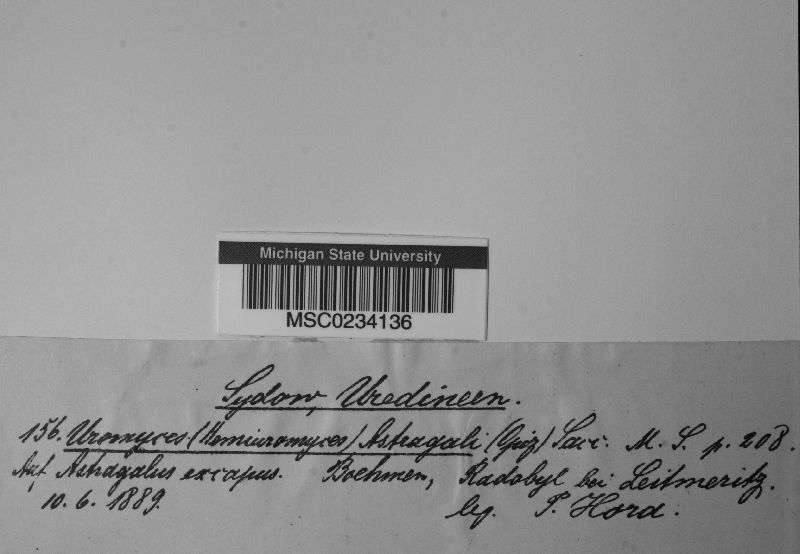 Michigan State University
MSC0234136
Sydow, Uredineen.
156. Uromyces (Hemiuromyces) Astragali (Opiz) Sacc. M. S. p. 208.
Auf Astragalus excapus. Boehmen, Radobyl bei Leitmeritz.
10. 6. 1889. leg. P. Hora.